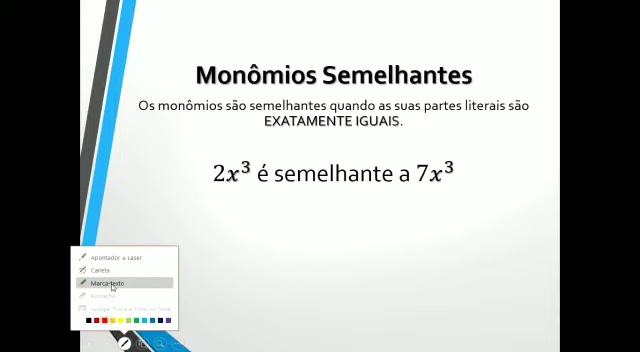 Monômios Semelhantes
Os monômios são semelhantes quando as suas partes literais são
EXATAMENTE IGUAIS.
2x³ é semelhante a 7x³
Apontador a Laser
Caneta
Marca-texto
Borracha